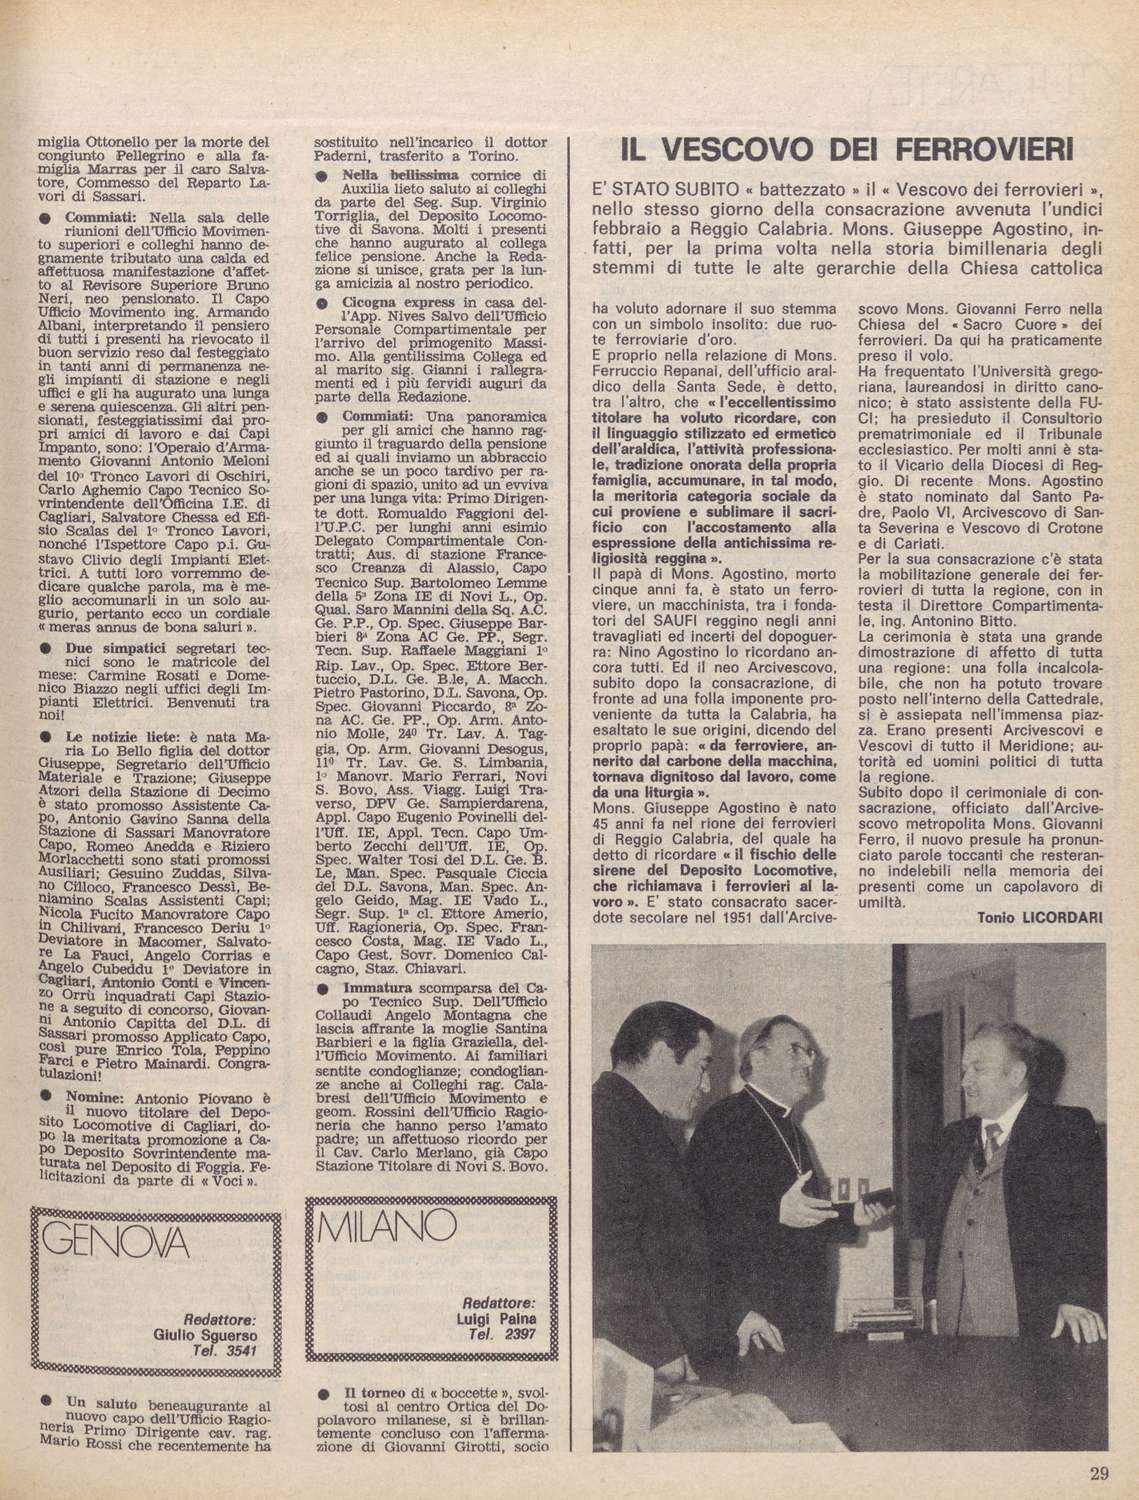 miglia Ottonello per la morte del
congiunto Pellegrino e alla fa-
miglia Marras per il caro Salva-
tore, Commesso del Reparto La-
vori di Sassari.
● Commiati: Nella sala delle
riunioni dell'Ufficio Movimen-
to superiori e colleghi hanno de-
gnamente tributato una calda ed
affettuosa manifestazione d'affet-
to al Revisore Superiore Bruno
Neri, neo pensionato. Il Capo
Ufficio Movimento ing. Armando
Albani, interpretando il pensiero
di tutti i presenti ha rievocato il
buon servizio reso dal festeggiato
in tanti anni di permanenza ne-
gli impianti di stazione e negli
uffici e gli ha augurato una lunga
e serena quiescenza. Gli altri pen-
sionati, festeggiatissimi dai pro-
pri amici di lavoro e dai Capi
Impanto, sono: l'Operaio d'Arma-
mento Giovanni Antonio Meloni
del 10º Tronco Lavori di Oschiri,
Carlo Aghemio Capo Tecnico So-
vrintendente dell'Officina I.E. di
Cagliari, Salvatore Chessa ed Efi-
sio Scalas del 1º Tronco Lavori,
nonché l'Ispettore Capo p.i. Gu-
stavo Clivio degli Impianti Elet-
trici. A tutti loro vorremmo de-
dicare qualche parola, ma è me-
glio accomunarli in un solo au-
gurio, pertanto ecco un cordiale
« meras annus de bona saluri ».
● Due simpatici segretari tec-
nici sono le matricole del
mese: Carmine Rosati e Dome-
nico Biazzo negli uffici degli Im-
pianti Elettrici. Benvenuti tra
noi!
● Le notizie liete: è nata Ma-
ria Lo Bello figlia del dottor
Giuseppe, Segretario dell'Ufficio
Materiale e Trazione; Giuseppe
Atzori della Stazione di Decimo
è stato promosso Assistente Ca-
po, Antonio Gavino Sanna della
Stazione di Sassari Manovratore
Capo, Romeo Anedda e Riziero
Morlacchetti sono stati promossi
Ausiliari; Gesuino Zuddas, Silva-
no Cilloco, Francesco Dessì, Be-
niamino Scalas Assistenti Capi;
Nicola Fucito Manovratore Capo
in Chilivani, Francesco Deriu 1º
Deviatore in Macomer, Salvato-
re La Fauci, Angelo Corrias e
Angelo Cubeddu 1º Deviatore in
Cagliari, Antonio Conti e Vincen-
zo Orrù inquadrati Capi Stazio-
ne a seguito di concorso, Giovan-
ni Antonio Capitta del D.L. di
Sassari promosso Applicato Capo,
così pure Enrico Tola, Peppino
Farci e Pietro Mainardi. Congra-
tulazioni!
● Nomine: Antonio Piovano è
il nuovo titolare del Depo-
sito Locomotive di Cagliari, do-
po la meritata promozione a Ca-
po Deposito Sovrintendente ma-
turata nel Deposito di Foggia. Fe-
licitazioni da parte di « Voci ».
GENOVA
Redattore:
Giulio Sguerso
Tel. 3541
● Un saluto beneaugurante al
nuovo capo dell'Ufficio Ragio-
neria Primo Dirigente cav. rag.
Mario Rossi che recentemente ha
sostituito nell'incarico il dottor
Paderni, trasferito a Torino.
● Nella bellissima cornice di
Auxilia lieto saluto ai colleghi
da parte del Seg. Sup. Virginio
Torriglia, del Deposito Locomo-
tive di Savona. Molti i presenti
che hanno augurato al collega
felice pensione. Anche la Reda-
zione si unisce, grata per la lun-
ga amicizia al nostro periodico.
● Cicogna express in casa del-
l'App. Nives Salvo dell'Ufficio
Personale Compartimentale per
l'arrivo del primogenito Massi-
mo. Alla gentilissima Collega ed
al marito sig. Gianni i rallegra-
menti ed i più fervidi auguri da
parte della Redazione.
● Commiati: Una panoramica
per gli amici che hanno rag-
giunto il traguardo della pensione
ed ai quali inviamo un abbraccio
anche se un poco tardivo per ra-
gioni di spazio, unito ad un evviva
per una lunga vita: Primo Dirigen-
te dott. Romualdo Faggioni del-
l'U.P.C. per lunghi anni esimio
Delegato Compartimentale Con-
tratti; Aus. di stazione France-
sco Creanza di Alassio, Capo
Tecnico Sup. Bartolomeo Lemme
della 5ª Zona IE di Novi L., Op.
Qual. Saro Mannini della Sq. A.C.
Ge. P.P., Op. Spec. Giuseppe Bar-
bieri 8ª Zona AC Ge. PP., Segr.
Tecn. Sup. Raffaele Maggiani 1º
Rip. Lav., Op. Spec. Ettore Ber-
tuccio, D.L. Ge. B.le, A. Macch.
Pietro Pastorino, D.L. Savona, Op.
Spec. Giovanni Piccardo, 8ª Zo-
na AC. Ge. PP., Op. Arm. Anto-
nio Molle, 24º Tr. Lav. A. Tag-
gia, Op. Arm. Giovanni Desogus,
11º Tr. Lav. Ge. S. Limbania,
1º Manovr. Mario Ferrari, Novi
S. Bovo, Ass. Viagg. Luigi Tra-
verso, DPV Ge. Sampierdarena,
Appl. Capo Eugenio Povinelli del-
l'Uff. IE, Appl. Tecn. Capo Um-
berto Zecchi dell'Uff. IE, Op.
Spec. Walter Tosi del D.L. Ge. B.
Le, Man. Spec. Pasquale Ciccia
del D.L. Savona, Man. Spec. An-
gelo Geido, Mag. IE Vado L.,
Segr. Sup. 1ª cl. Ettore Amerio,
Uff. Ragioneria, Op. Spec. Fran-
cesco Costa, Mag. IE Vado L.,
Capo Gest. Sovr. Domenico Cal-
cagno, Staz. Chiavari.
● Immatura scomparsa del Ca-
po Tecnico Sup. Dell'Ufficio
Collaudi Angelo Montagna che
lascia affrante la moglie Santina
Barbieri e la figlia Graziella, del-
l'Ufficio Movimento. Ai familiari
sentite condoglianze; condoglian-
ze anche ai Colleghi rag. Cala-
bresi dell'Ufficio Movimento e
geom. Rossini dell'Ufficio Ragio-
neria che hanno perso l'amato
padre; un affettuoso ricordo per
il Cav. Carlo Merlano, già Capo
Stazione Titolare di Novi S. Bovo.
MILANO
Redattore:
Luigi Paina
Tel. 2397
● Il torneo di « boccette », svol-
tosi al centro Ortica del Do-
polavoro milanese, si è brillan-
temente concluso con l'afferma-
zione di Giovanni Girotti, socio
IL VESCOVO DEI FERROVIERI
E' STATO SUBITO « battezzato » il « Vescovo dei ferrovieri »,
nello stesso giorno della consacrazione avvenuta l'undici
febbraio a Reggio Calabria. Mons. Giuseppe Agostino, in-
fatti, per la prima volta nella storia bimillenaria degli
stemmi di tutte le alte gerarchie della Chiesa cattolica
ha voluto adornare il suo stemma
con un simbolo insolito: due ruo-
te ferroviarie d'oro.
E proprio nella relazione di Mons.
Ferruccio Repanai, dell'ufficio aral-
dico della Santa Sede, è detto,
tra l'altro, che « l'eccellentissimo
titolare ha voluto ricordare, con
il linguaggio stilizzato ed ermetico
dell'araldica, l'attività professiona-
le, tradizione onorata della propria
famiglia, accumunare, in tal modo,
la meritoria categoria sociale da
cui proviene e sublimare il sacri-
ficio con l'accostamento alla
espressione della antichissima re-
ligiosità reggina ».
Il papà di Mons. Agostino, morto
cinque anni fa, è stato un ferro-
viere, un macchinista, tra i fonda-
tori del SAUFI reggino negli anni
travagliati ed incerti del dopoguer-
ra: Nino Agostino lo ricordano an-
cora tutti. Ed il neo Arcivescovo,
subito dopo la consacrazione, di
fronte ad una folla imponente pro-
veniente da tutta la Calabria, ha
esaltato le sue origini, dicendo del
proprio papà: « da ferroviere, an-
nerito dal carbone della macchina,
tornava dignitoso dal lavoro, come
da una liturgia ».
Mons. Giuseppe Agostino è nato
45 anni fa nel rione dei ferrovieri
di Reggio Calabria, del quale ha
detto di ricordare « il fischio delle
sirene del Deposito Locomotive,
che richiamava i ferrovieri al la-
voro ». E' stato consacrato sacer-
dote secolare nel 1951 dall'Arcive-
scovo Mons. Giovanni Ferro nella
Chiesa del « Sacro Cuore » dei
ferrovieri. Da qui ha praticamente
preso il volo.
Ha frequentato l'Università grego-
riana, laureandosi in diritto cano-
nico; è stato assistente della FU-
CI; ha presieduto il Consultorio
prematrimoniale ed il Tribunale
ecclesiastico. Per molti anni è sta-
to il Vicario della Diocesi di Reg-
gio. Di recente Mons. Agostino
è stato nominato dal Santo Pa-
dre, Paolo VI, Arcivescovo di San-
ta Severina e Vescovo di Crotone
e di Cariati.
Per la sua consacrazione c'è stata
la mobilitazione generale dei fer-
rovieri di tutta la regione, con in
testa il Direttore Compartimenta-
le, ing. Antonino Bitto.
La cerimonia è stata una grande
dimostrazione di affetto di tutta
una regione: una folla incalcola-
bile, che non ha potuto trovare
posto nell'interno della Cattedrale,
si è assiepata nell'immensa piaz-
za. Erano presenti Arcivescovi e
Vescovi di tutto il Meridione; au-
torità ed uomini politici di tutta
la regione.
Subito dopo il cerimoniale di con-
sacrazione, officiato dall'Arcive-
scovo metropolita Mons. Giovanni
Ferro, il nuovo presule ha pronun-
ciato parole toccanti che resteran-
no indelebili nella memoria dei
presenti come un capolavoro di
umiltà.
Tonio LICORDARI
29